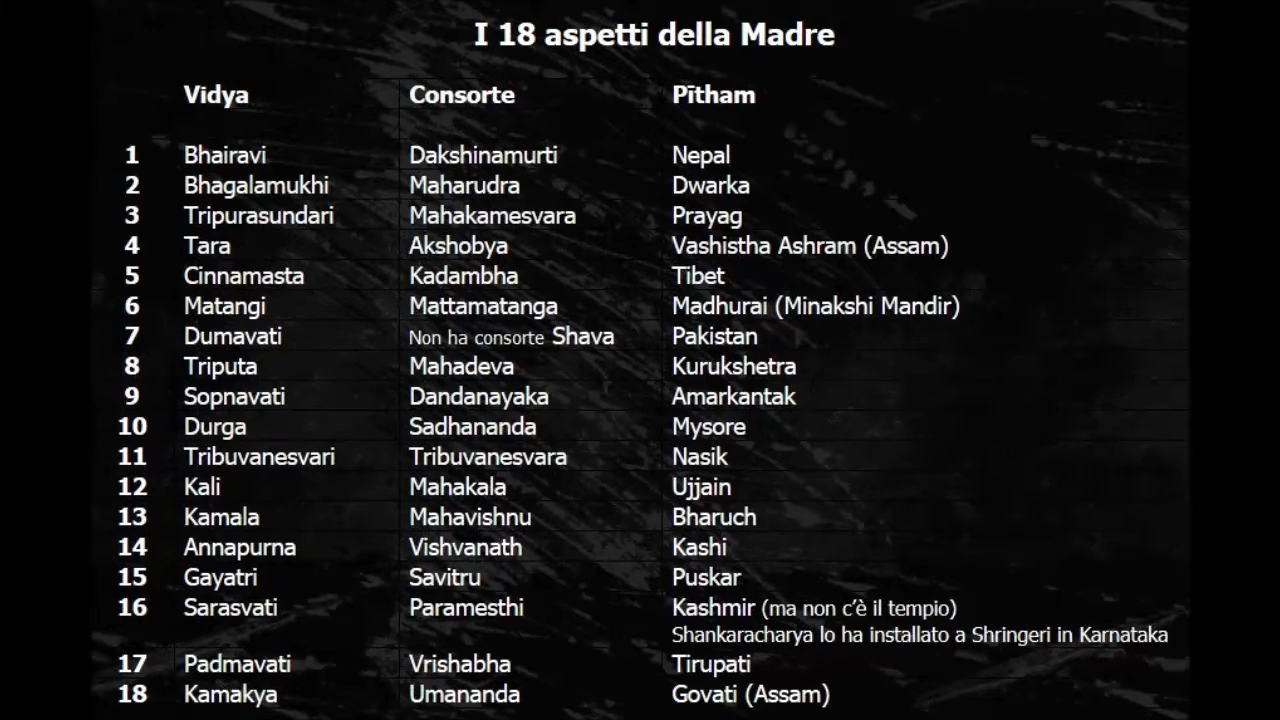 I 18 aspetti della Madre
Vidya Consorte Pītham
1 Bhairavi Dakshinamurti Nepal
2 Bhagalamukhi Maharudra Dwarka
3 Tripurasundari Mahakamesvara Prayag
4 Tara Akshobya Vashistha Ashram (Assam)
5 Cinnamasta Kadambha Tibet
6 Matangi Mattamatanga Madhurai (Minakshi Mandir)
7 Dumavati Non ha consorte Shava Pakistan
8 Triputa Mahadeva Kurukshetra
9 Sopnavati Dandanayaka Amarkantak
10 Durga Sadhananda Mysore
11 Tribuvanesvari Tribuvanesvara Nasik
12 Kali Mahakala Ujjain
13 Kamala Mahavishnu Bharuch
14 Annapurna Vishvanath Kashi
15 Gayatri Savitru Puskar
16 Sarasvati Paramesthi Kashmir (ma non c’è il tempio)
Shankaracharya lo ha installato a Shringeri in Karnataka
17 Padmavati Vrishabha Tirupati
18 Kamakya Umananda Govati (Assam)